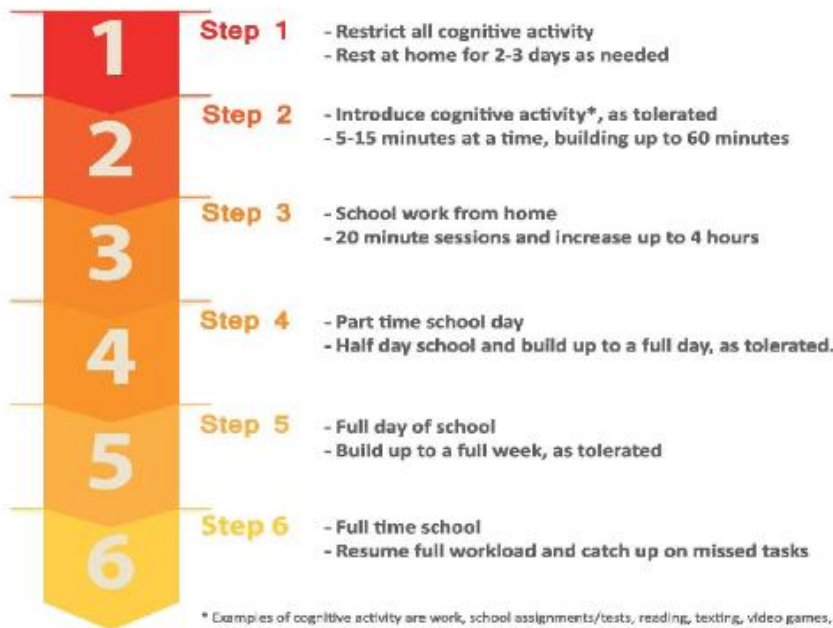 1
Step 1
- Restrict all cognitive activity
- Rest at home for 2-3 days as needed
2
Step 2
- Introduce cognitive activity*, as tolerated
- 5-15 minutes at a time, building up to 60 minutes
3
Step 3
- School work from home
- 20 minute sessions and increase up to 4 hours
4
Step 4
- Part time school day
- Half day school and build up to a full day, as tolerated.
5
Step 5
- Full day of school
- Build up to a full week, as tolerated
6
Step 6
- Full time school
- Resume full workload and catch up on missed tasks
* Examples of cognitive activity are work, school assignments/tests, reading, texting, video games,